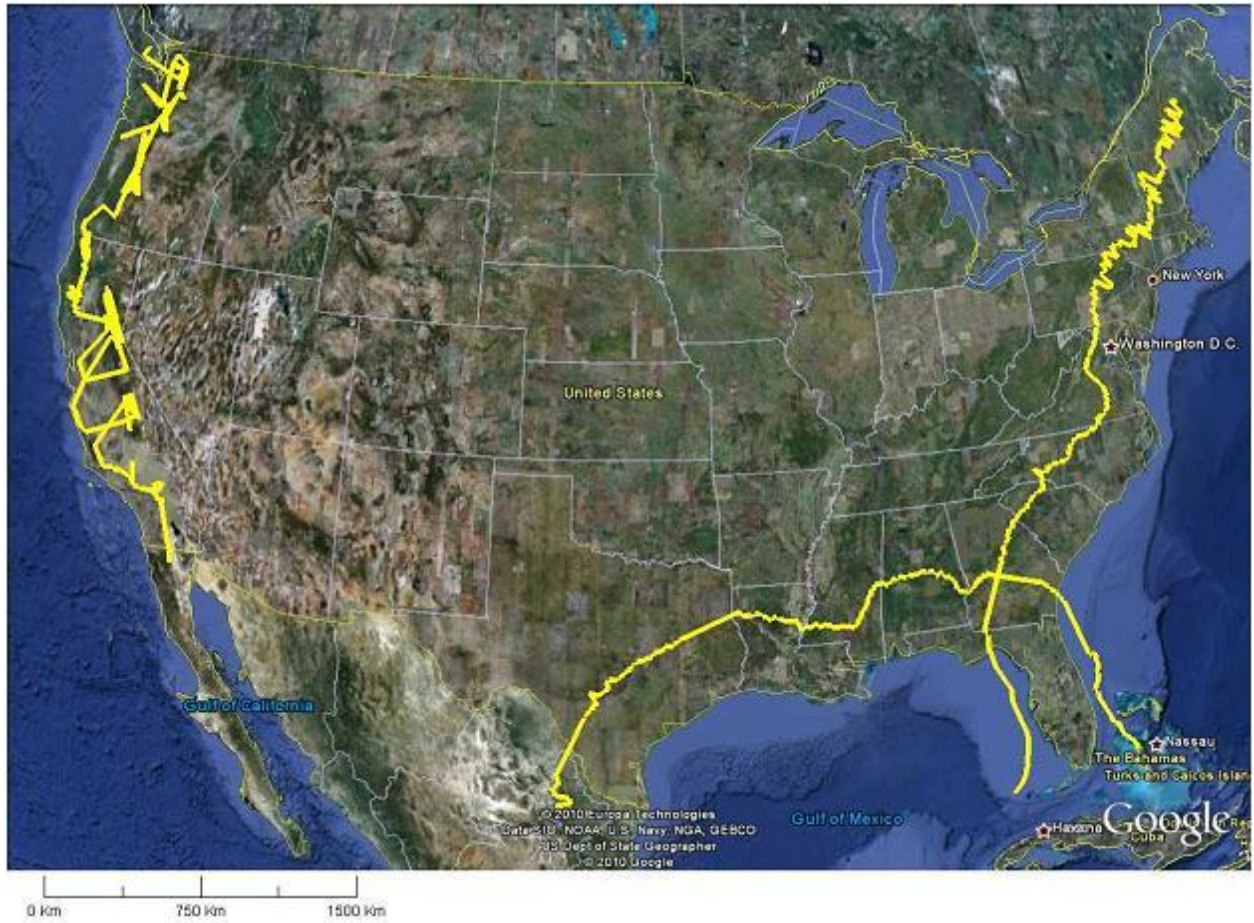 New York
Washington D.C.
United States
Gulf of California
Nassau
The Bahamas
Turks and Caicos Islan
© 2010 Europa Technologies
Data SIO, NOAA, U.S. Navy, NGA, GEBCO
US Dept of State Geographer
© 2010 Google
Gulf of Mexico
Havana
Cuba
Google
0 Km 750 Km 1500 Km